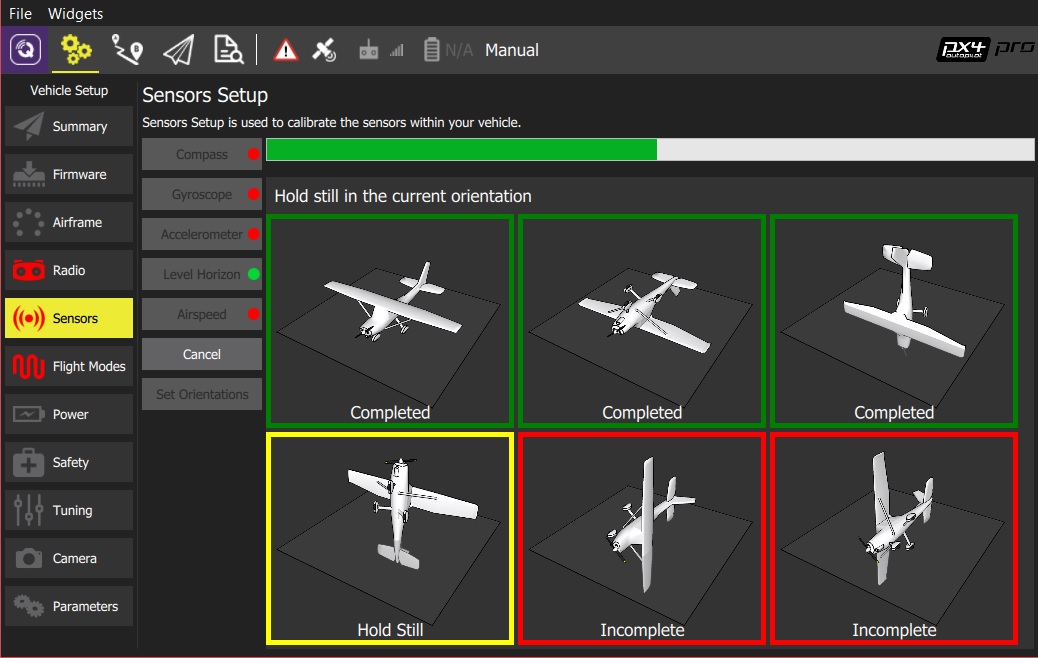 File Widgets
N/A Manual
px4 pro
autopilot
Vehicle Setup
Summary
Firmware
Airframe
Radio
Sensors
Flight Modes
Power
Safety
Tuning
Camera
Parameters
Sensors Setup
Sensors Setup is used to calibrate the sensors within your vehicle.
Compass
Gyroscope
Accelerometer
Level Horizon
Airspeed
Cancel
Set Orientations
Hold still in the current orientation
Completed
Completed
Completed
Hold Still
Incomplete
Incomplete